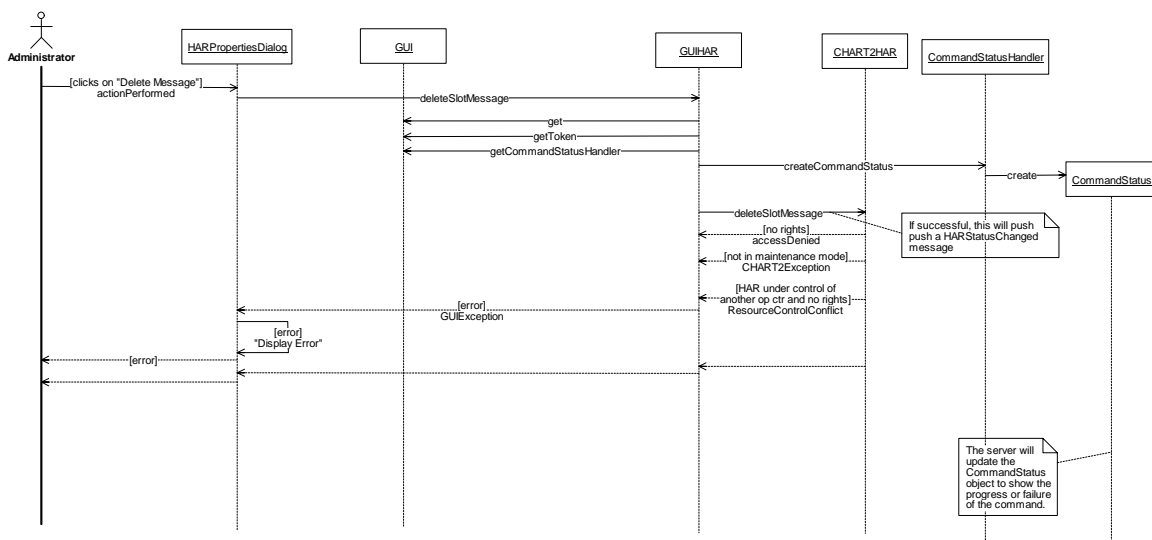 Administrator
HARPropertiesDialog
GUI
GUIHAR
CHART2HAR
CommandStatusHandler
[clicks on "Delete Message"]
actionPerformed
deleteSlotMessage
get
getToken
getCommandStatusHandler
createCommandStatus
create
CommandStatus
deleteSlotMessage
If successful, this will push
push a HARStatusChanged
message
[no rights]
accessDenied
[not in maintenance mode]
CHART2Exception
[HAR under control of
another op ctr and no rights]
ResourceControlConflict
[error]
GUIException
[error]
"Display Error"
[error]
The server will
update the
CommandStatus
object to show the
progress or failure
of the command.